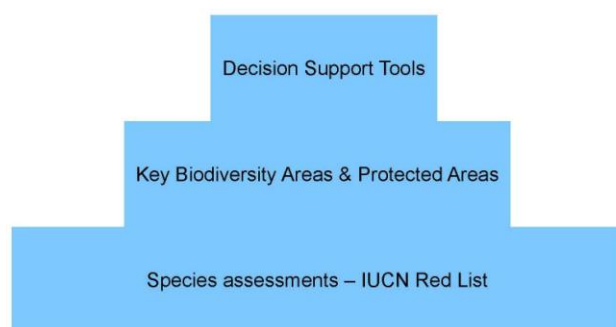 Decision Support Tools
Key Biodiversity Areas & Protected Areas
Species assessments – IUCN Red List